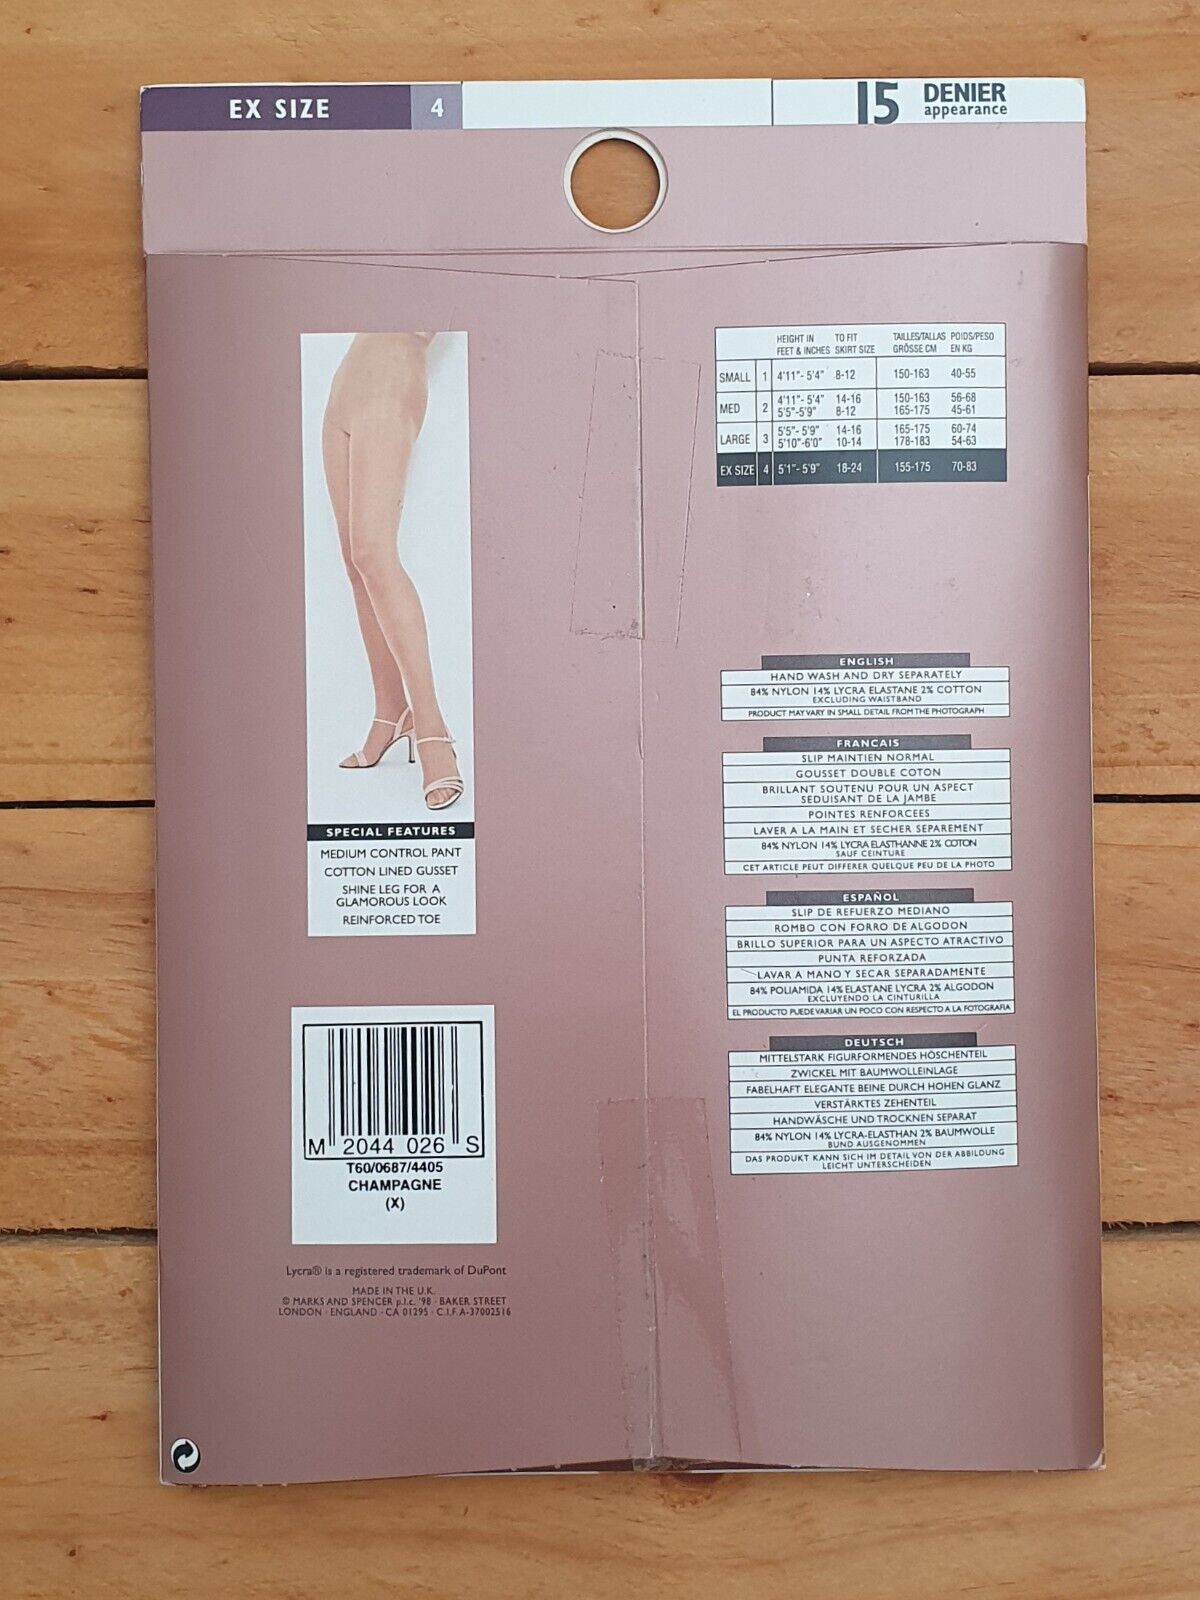 EX SIZE 4 15 DENIER
appearance
HEIGHT IN TO FIT TAILLES/TALLAS POIDS/PESO
FEET & INCHES SKIRT SIZE GRÖSSE CM EN KG
SMALL 1 4'11"- 5'4" 8-12 150-163 40-55
MED 2 4'11"- 5'4" 14-16 150-163 56-68
5'5"-5'9" 8-12 165-175 45-61
LARGE 3 5'5"- 5'9" 14-16 165-175 60-74
5'10"-6'0" 10-14 178-183 54-63
EX SIZE 4 5'1"- 5'9" 18-24 155-175 70-83
SPECIAL FEATURES
MEDIUM CONTROL PANT
COTTON LINED GUSSET
SHINE LEG FOR A
GLAMOROUS LOOK
REINFORCED TOE
M 2044 026 S
T60/0687/4405
CHAMPAGNE
(X)
Lycra® is a registered trademark of DuPont
MADE IN THE U.K.
© MARKS AND SPENCER p.l.c. '98 · BAKER STREET
LONDON · ENGLAND · CA 01295 · C.I.F. A-37002516
ENGLISH
HAND WASH AND DRY SEPARATELY
84% NYLON 14% LYCRA ELASTANE 2% COTTON
EXCLUDING WAISTBAND
PRODUCT MAY VARY IN SMALL DETAIL FROM THE PHOTOGRAPH
FRANCAIS
SLIP MAINTIEN NORMAL
GOUSSET DOUBLE COTON
BRILLANT SOUTENU POUR UN ASPECT
SEDUISANT DE LA JAMBE
POINTES RENFORCEES
LAVER A LA MAIN ET SECHER SEPAREMENT
84% NYLON 14% LYCRA ELASTHANNE 2% COTON
SAUF CEINTURE
CET ARTICLE PEUT DIFFERER QUELQUE PEU DE LA PHOTO
ESPAÑOL
SLIP DE REFUERZO MEDIANO
ROMBO CON FORRO DE ALGODON
BRILLO SUPERIOR PARA UN ASPECTO ATRACTIVO
PUNTA REFORZADA
LAVAR A MANO Y SECAR SEPARADAMENTE
84% POLIAMIDA 14% ELASTANE LYCRA 2% ALGODON
EXCLUYENDO LA CINTURILLA
EL PRODUCTO PUEDE VARIAR UN POCO CON RESPECTO A LA FOTOGRAFIA
DEUTSCH
MITTELSTARK FIGURFORMENDES HÖSCHENTEIL
ZWICKEL MIT BAUMWOLLEINLAGE
FABELHAFT ELEGANTE BEINE DURCH HOHEN GLANZ
VERSTÄRKTES ZEHENTEIL
HANDWÄSCHE UND TROCKNEN SEPARAT
84% NYLON 14% LYCRA-ELASTHAN 2% BAUMWOLLE
BUND AUSGENOMMEN
DAS PRODUKT KANN SICH IM DETAIL VON DER ABBILDUNG
LEICHT UNTERSCHEIDEN